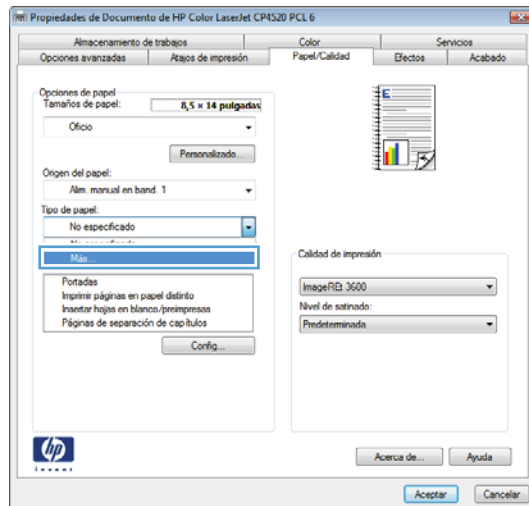 Propiedades de Documento de HP Color LaserJet CP4520 PCL 6
Almacenamiento de trabajos Color Servicios
Opciones avanzadas Atajos de impresión Papel/Calidad Efectos Acabado
Opciones de papel
Tamaños de papel: 8,5 × 14 pulgadas
Oficio
Personalizado...
Origen del papel:
Alim. manual en band. 1
Tipo de papel:
No especificado
Más...
Portadas
Imprimir páginas en papel distinto
Insertar hojas en blanco/preimpresas
Páginas de separación de capítulos
Config...
Calidad de impresión
ImageREt 3600
Nivel de satinado:
Predeterminada
E
hp
invent
Acerca de... Ayuda
Aceptar Cancelar